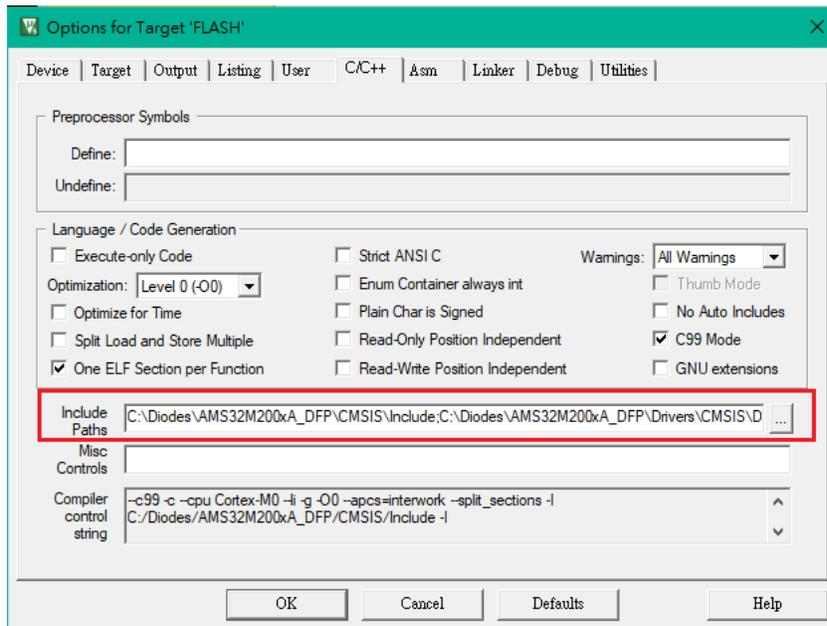 Options for Target 'FLASH'
Device Target Output Listing User C/C++ Asm Linker Debug Utilities
Preprocessor Symbols
Define:
Undefine:
Language / Code Generation
Execute-only Code
Strict ANSI C
Warnings: All Warnings
Optimization: Level 0 (-O0)
Enum Container always int
Thumb Mode
Optimize for Time
Plain Char is Signed
No Auto Includes
Split Load and Store Multiple
Read-Only Position Independent
C99 Mode
One ELF Section per Function
Read-Write Position Independent
GNU extensions
Include
Paths
C:\Diodes\AMS32M200xA_DFP\CMSIS\Include;C:\Diodes\AMS32M200xA_DFP\Drivers\CMSIS\D
...
Misc
Controls
Compiler
control
string
--c99 -c --cpu Cortex-M0 --li -g -O0 --apcs=interwork --split_sections -I
C:/Diodes/AMS32M200xA_DFP/CMSIS/Include -I
OK Cancel Defaults Help